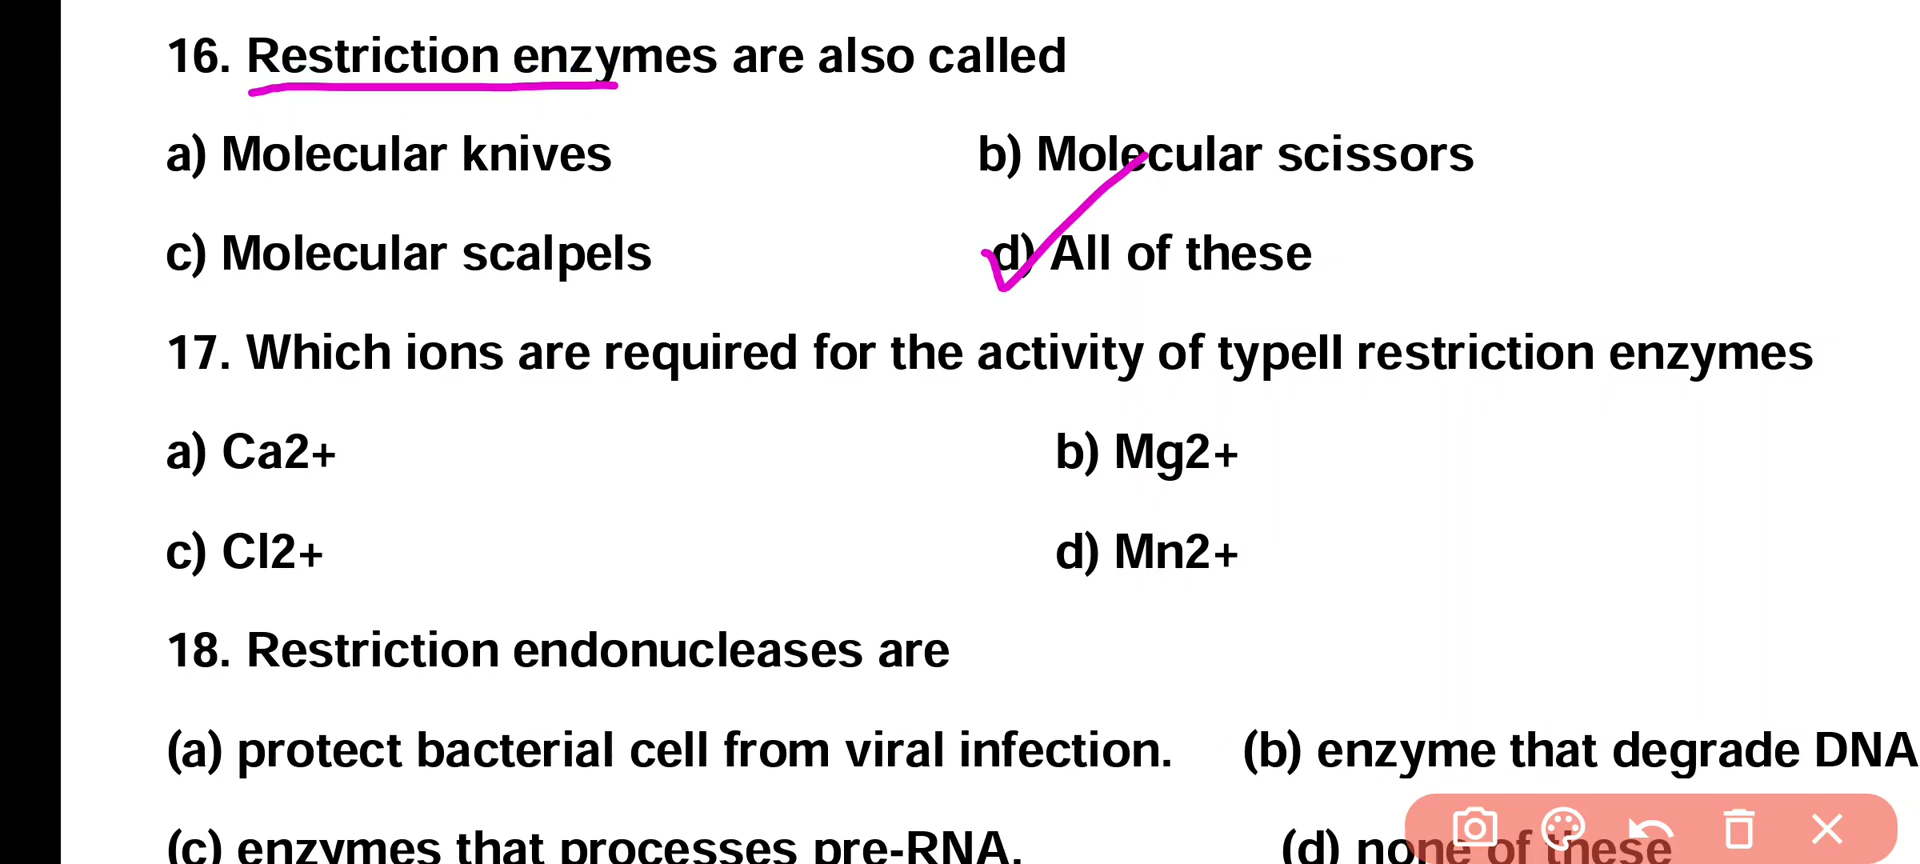 16. Restriction enzymes are also called
a) Molecular knives b) Molecular scissors
c) Molecular scalpels d) All of these
17. Which ions are required for the activity of typeII restriction enzymes
a) Ca2+ b) Mg2+
c) Cl2+ d) Mn2+
18. Restriction endonucleases are
(a) protect bacterial cell from viral infection. (b) enzyme that degrade DNA
(c) enzymes that processes pre-RNA. (d) none of these